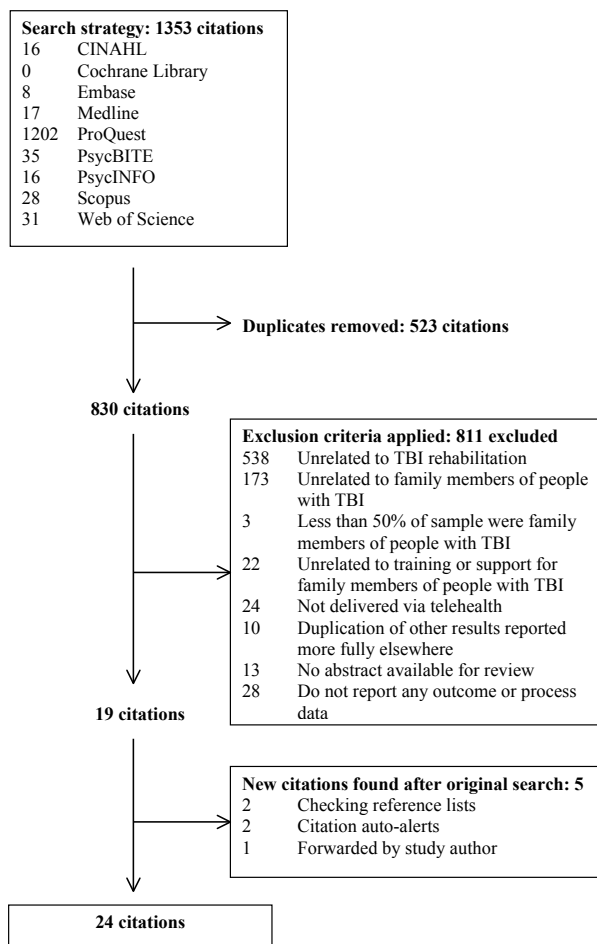 Search strategy: 1353 citations
16 CINAHL
0 Cochrane Library
8 Embase
17 Medline
1202 ProQuest
35 PsycBITE
16 PsycINFO
28 Scopus
31 Web of Science
Duplicates removed: 523 citations
830 citations
Exclusion criteria applied: 811 excluded
538 Unrelated to TBI rehabilitation
173 Unrelated to family members of people
with TBI
3 Less than 50% of sample were family
members of people with TBI
22 Unrelated to training or support for
family members of people with TBI
24 Not delivered via telehealth
10 Duplication of other results reported
more fully elsewhere
13 No abstract available for review
28 Do not report any outcome or process
data
19 citations
New citations found after original search: 5
2 Checking reference lists
2 Citation auto-alerts
1 Forwarded by study author
24 citations